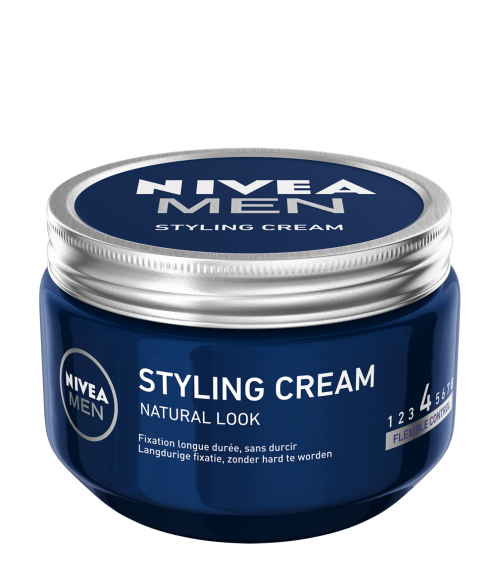 NIVEA
MEN
STYLING CREAM
NIVEA
MEN
STYLING CREAM
NATURAL LOOK
Fixation longue durée, sans durcir
Langdurige fixatie, zonder hard te worden
1 2 3 4 5 6 7 8
FLEXIBLE CONTROL